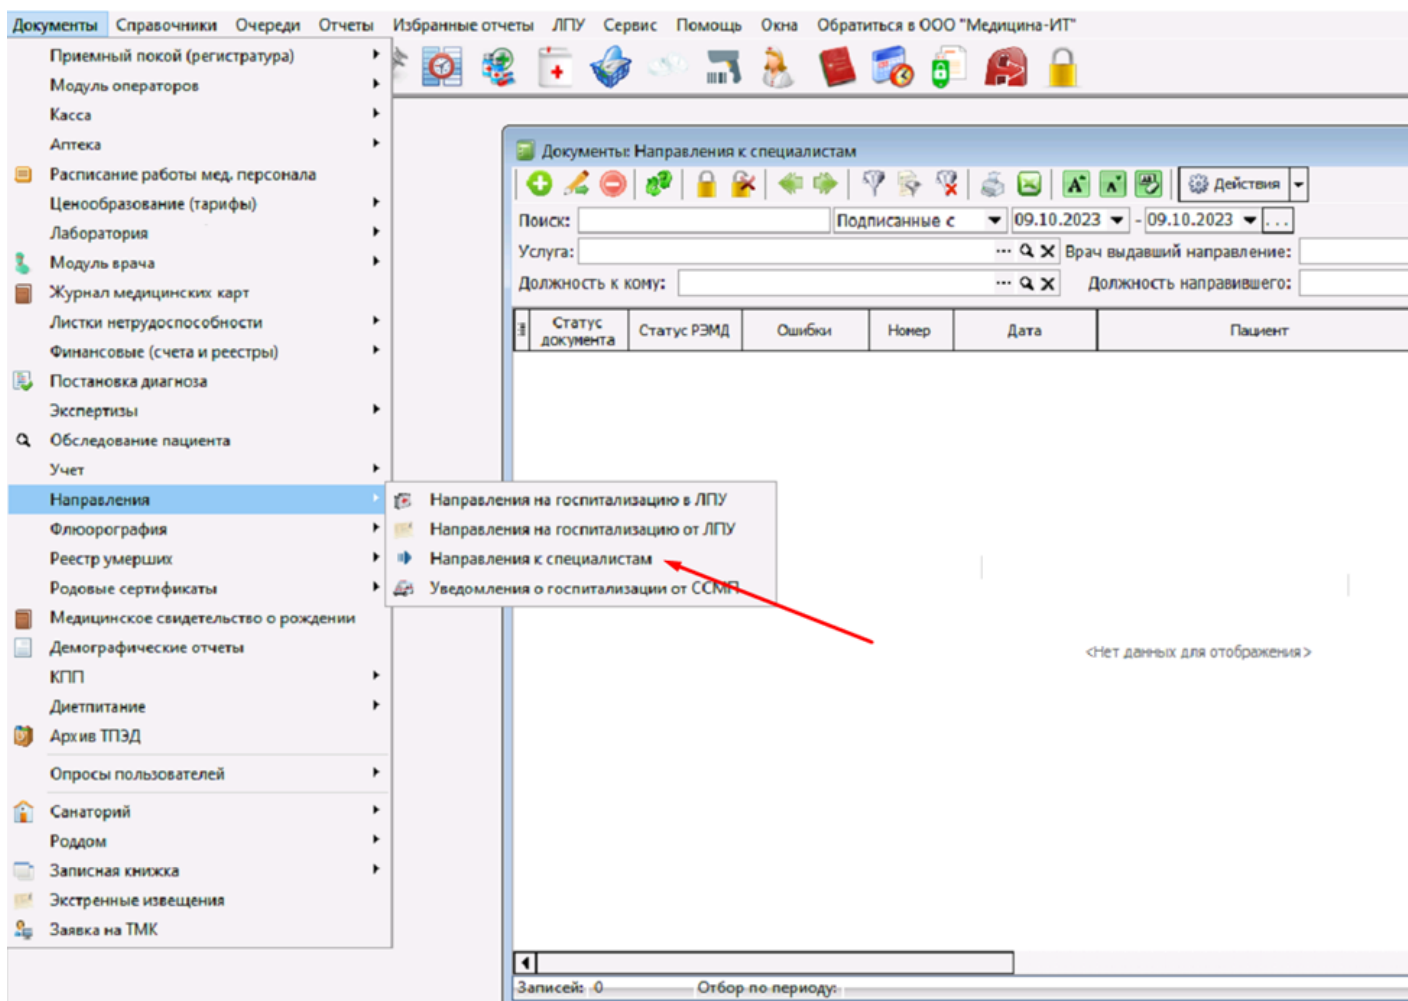 Документы Справочники Очереди Отчеты Избранные отчеты ЛПУ Сервис Помощь Окна Обратиться в ООО "Медицина-ИТ"
Приемный покой (регистратура)
Модуль операторов
Касса
Аптека
Расписание работы мед. персонала
Ценообразование (тарифы)
Лаборатория
Модуль врача
Журнал медицинских карт
Листки нетрудоспособности
Финансовые (счета и реестры)
Постановка диагноза
Экспертизы
Обследование пациента
Учет
Направления
Флюорография
Реестр умерших
Родовые сертификаты
Медицинское свидетельство о рождении
Демографические отчеты
КПП
Диетпитание
Архив ТПЭД
Опросы пользователей
Санаторий
Роддом
Записная книжка
Экстренные извещения
Заявка на ТМК
Направления на госпитализацию в ЛПУ
Направления на госпитализацию от ЛПУ
Направления к специалистам
Уведомления о госпитализации от ССМП
Документы: Направления к специалистам
Действия
Поиск: Подписанные с 09.10.2023 - 09.10.2023 ...
Услуга: ... Врач выдавший направление:
Должность к кому: ... Должность направившего:
Статус документа Статус РЭМД Ошибки Номер Дата Пациент
<Нет данных для отображения>
Записей: 0 Отбор по периоду: